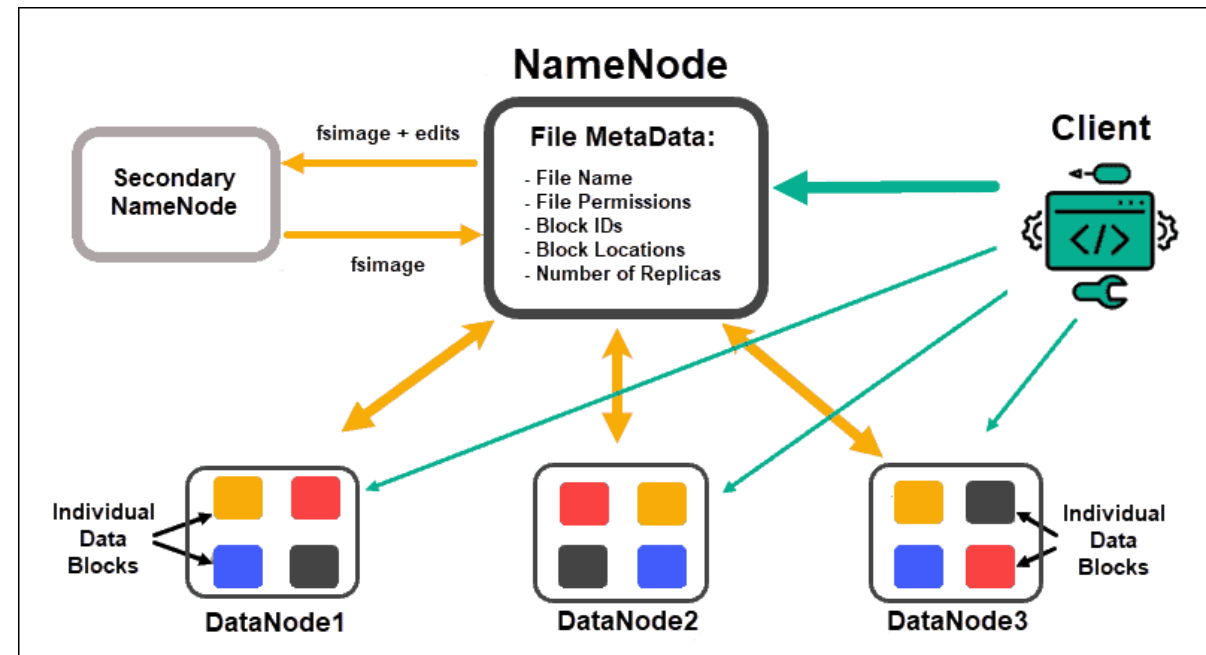 NameNode
fsimage + edits
File MetaData:
- File Name
- File Permissions
- Block IDs
- Block Locations
- Number of Replicas
Client
Secondary
NameNode
fsimage
</>
Individual
Data
Blocks
Individual
Data
Blocks
DataNode1
DataNode2
DataNode3